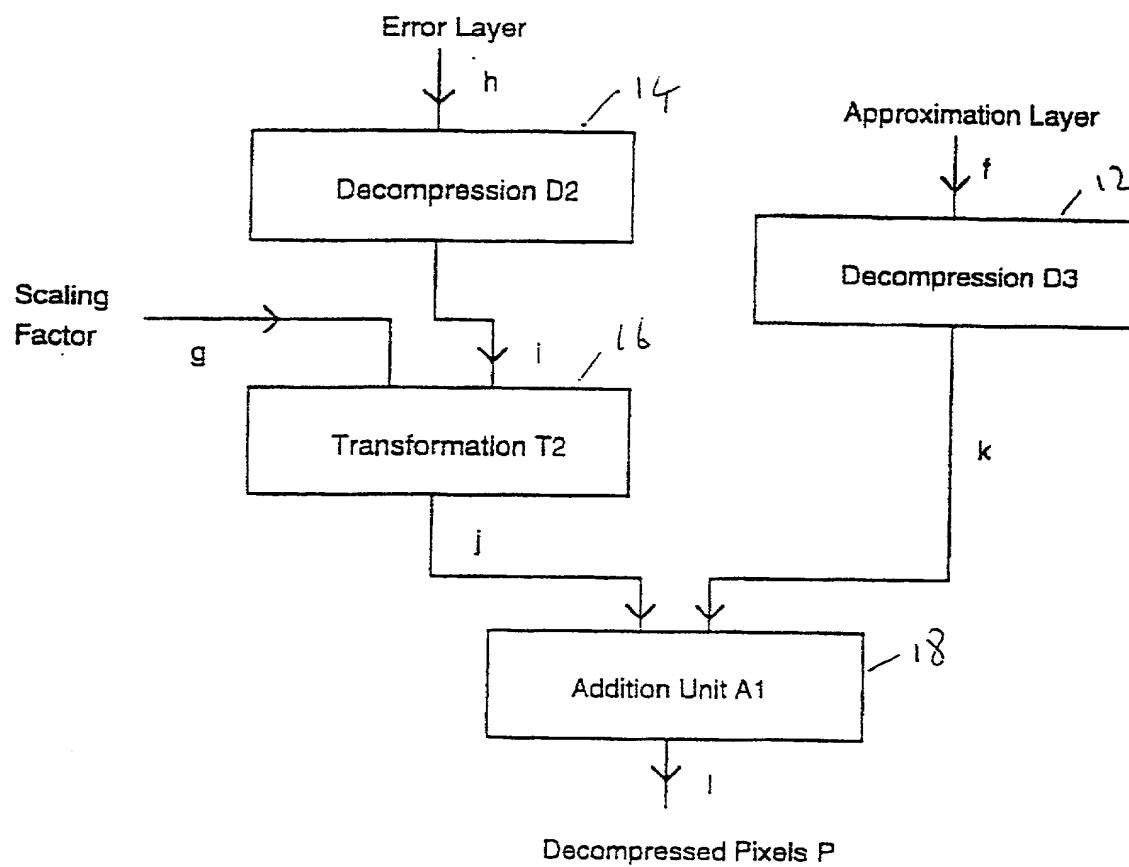 Error Layer
h
14
Decompression D2
Approximation Layer
f
12
Decompression D3
Scaling
Factor
g
i
16
Transformation T2
k
j
18
Addition Unit A1
l
Decompressed Pixels P